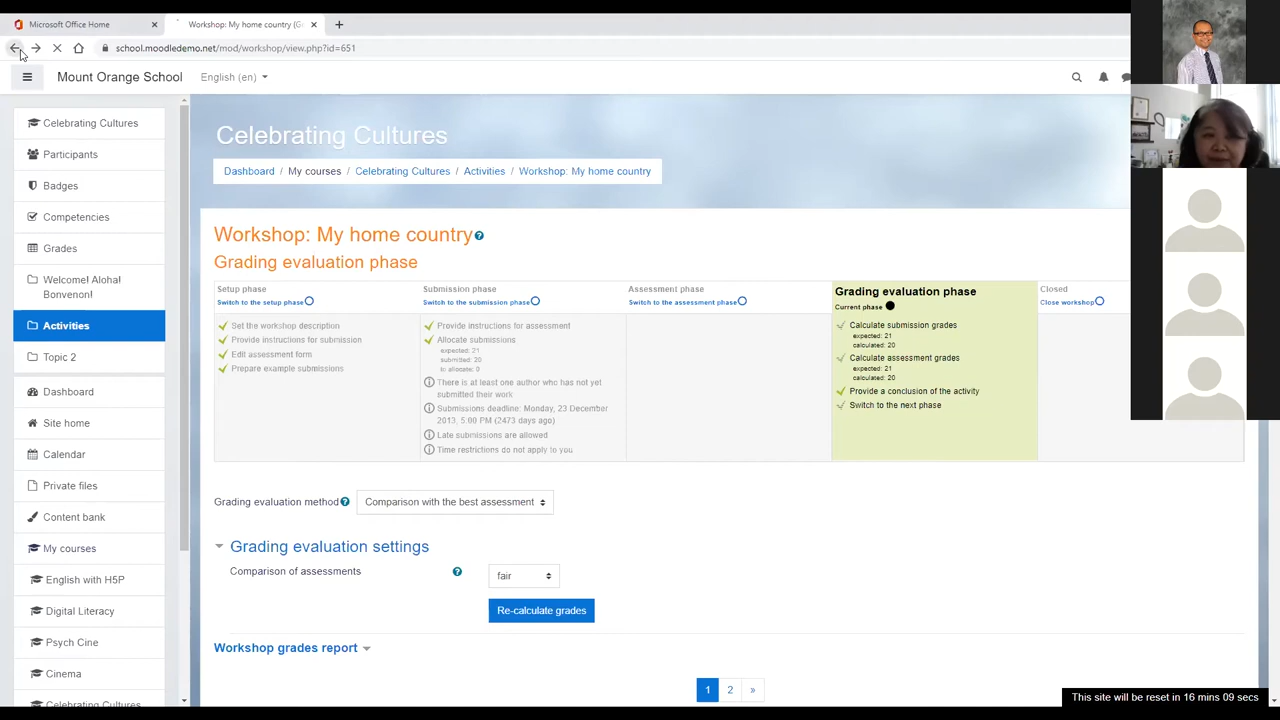 Microsoft Office Home
Workshop: My home country (G
school.moodledemo.net/mod/workshop/view.php?id=651
Mount Orange School
English (en)
Celebrating Cultures
Participants
Badges
Competencies
Grades
Welcome! Aloha!
Bonvenon!
Activities
Topic 2
Dashboard
Site home
Calendar
Private files
Content bank
My courses
English with H5P
Digital Literacy
Psych Cine
Cinema
Celebrating Cultures
Celebrating Cultures
Dashboard / My courses / Celebrating Cultures / Activities / Workshop: My home country
Workshop: My home country
Grading evaluation phase
Setup phase
Switch to the setup phase
Set the workshop description
Provide instructions for submission
Edit assessment form
Prepare example submissions
Submission phase
Switch to the submission phase
Provide instructions for assessment
Allocate submissions
expected: 21
submitted: 20
to allocate: 0
There is at least one author who has not yet
submitted their work
Submissions deadline: Monday, 23 December
2013, 5:00 PM (2473 days ago)
Late submissions are allowed
Time restrictions do not apply to you
Assessment phase
Switch to the assessment phase
Grading evaluation phase
Current phase
Calculate submission grades
expected: 21
calculated: 20
Calculate assessment grades
expected: 21
calculated: 20
Provide a conclusion of the activity
Switch to the next phase
Closed
Close workshop
Grading evaluation method
Comparison with the best assessment
Grading evaluation settings
Comparison of assessments
fair
Re-calculate grades
Workshop grades report
1 2 »
This site will be reset in 16 mins 09 secs